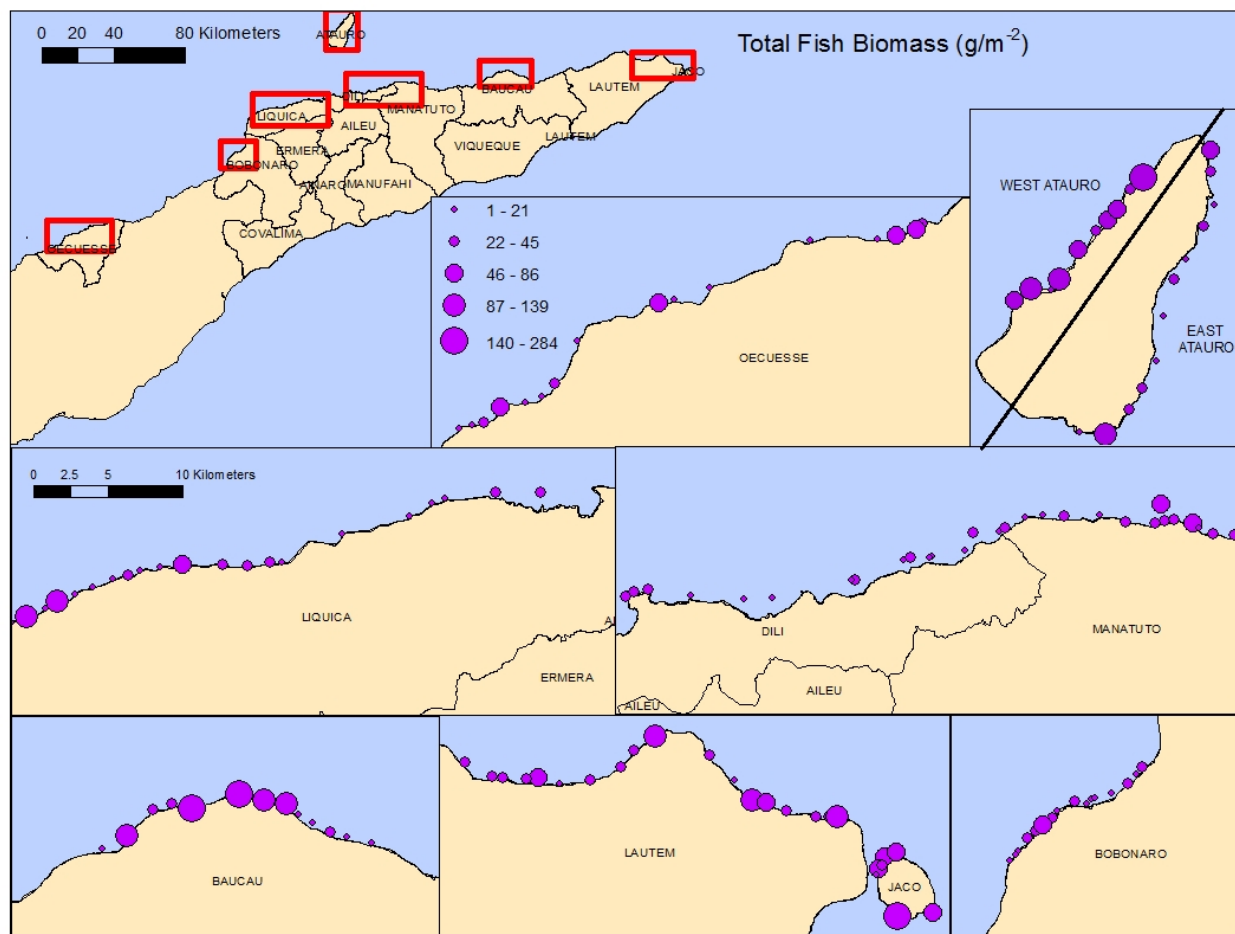 0 20 40 80 Kilometers
ATAURO
Total Fish Biomass (g/m⁻²)
JACO
BAUCAU
LAUTEM
DILI
MANATUTO
LIQUICA
AILEU
LAUTEM
VIQUEQUE
ERMERA
BOBONARO
AINARO
MANUFAHI
COVALIMA
OECUESSE
1 - 21
22 - 45
46 - 86
87 - 139
140 - 284
OECUESSE
WEST ATAURO
EAST
ATAURO
0 2.5 5 10 Kilometers
LIQUICA
ERMERA
DILI
MANATUTO
AILEU
AILEU
BAUCAU
LAUTEM
JACO
BOBONARO